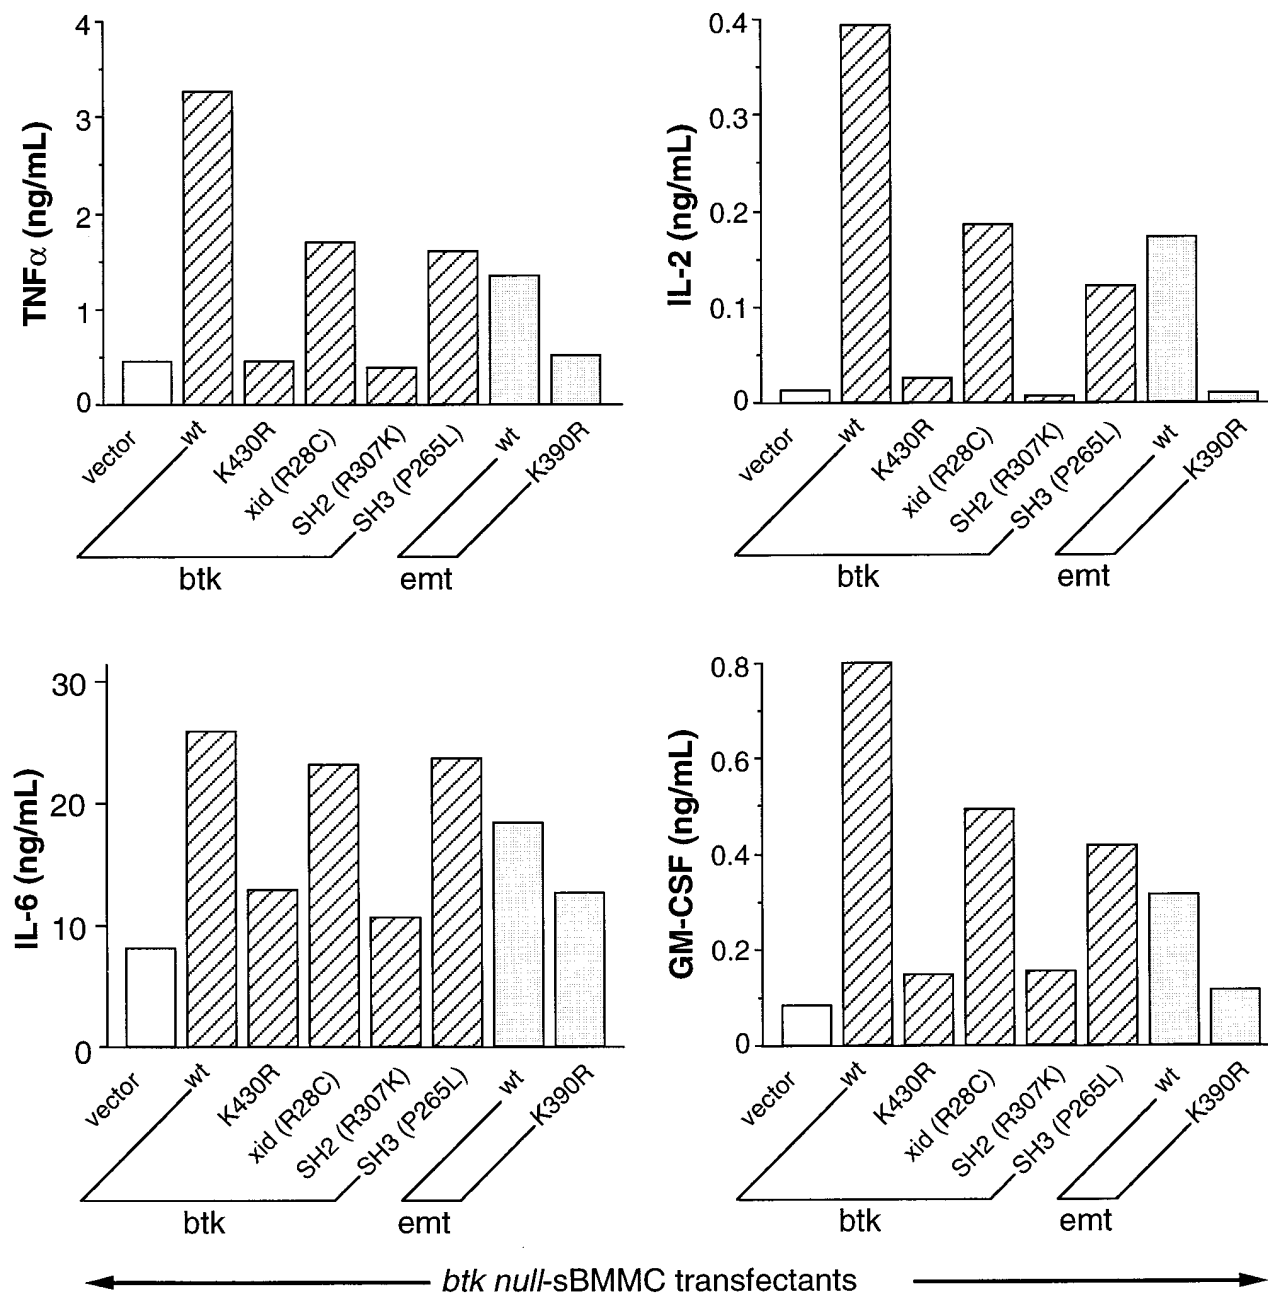 TNFα (ng/mL)
4
3
2
1
0
vector
wt
K430R
xid (R28C)
SH2 (R307K)
SH3 (P265L)
wt
K390R
btk
emt
IL-2 (ng/mL)
0.4
0.3
0.2
0.1
0
vector
wt
K430R
xid (R28C)
SH2 (R307K)
SH3 (P265L)
wt
K390R
btk
emt
IL-6 (ng/mL)
30
20
10
0
vector
wt
K430R
xid (R28C)
SH2 (R307K)
SH3 (P265L)
wt
K390R
btk
emt
GM-CSF (ng/mL)
0.8
0.6
0.4
0.2
0
vector
wt
K430R
xid (R28C)
SH2 (R307K)
SH3 (P265L)
wt
K390R
btk
emt
btk null-sBMMC transfectants